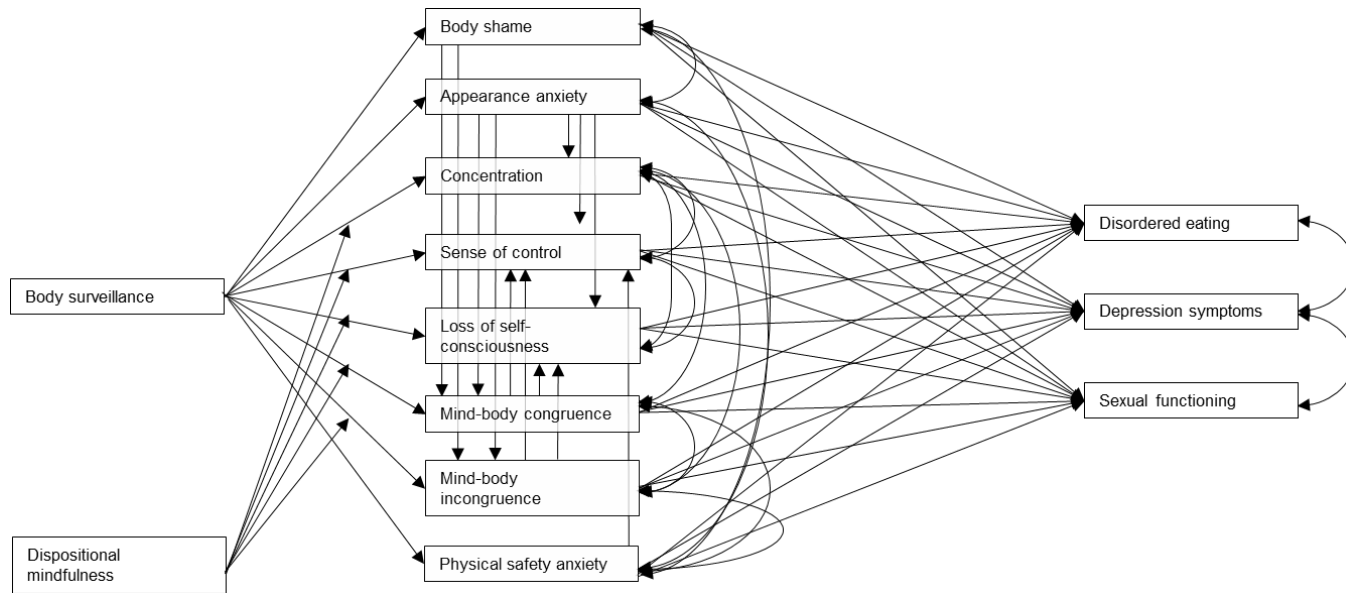 Body shame
Appearance anxiety
Concentration
Sense of control
Loss of self-
consciousness
Mind-body congruence
Mind-body
incongruence
Physical safety anxiety
Body surveillance
Dispositional
mindfulness
Disordered eating
Depression symptoms
Sexual functioning